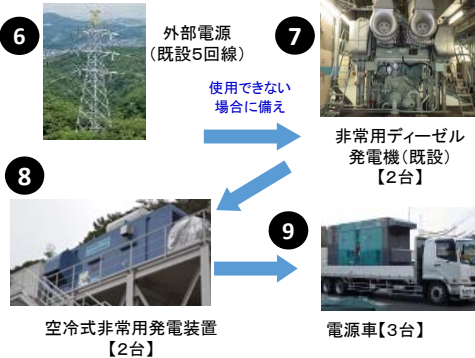 6
外部電源
(既設5回線)
使用できない
場合に備え
7
非常用ディーゼル
発電機(既設)
【2台】
8
空冷式非常用発電装置
【2台】
9
電源車【3台】